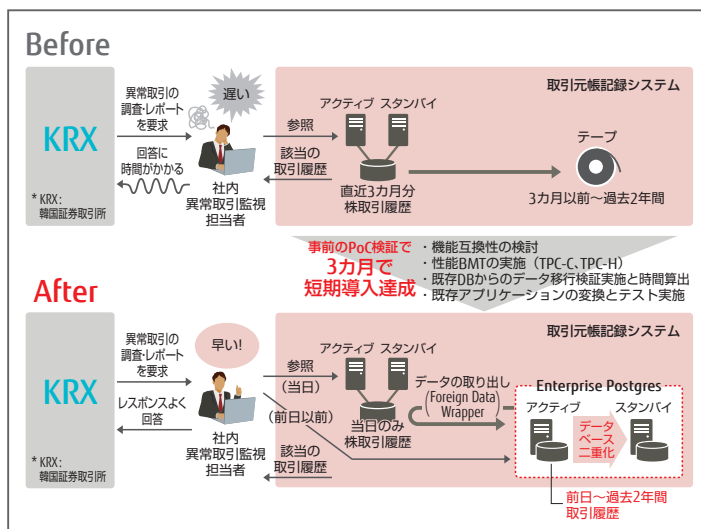 Before
KRX
* KRX:
韓国証券取引所
異常取引の
調査・レポート
を要求
回答に
時間がかかる
遅い
社内
異常取引監視
担当者
参照
該当の
取引履歴
取引元帳記録システム
アクティブ スタンバイ
直近3カ月分
株取引履歴
テープ
3カ月以前～過去2年間
事前のPoC検証で
3カ月で
短期導入達成
・機能互換性の検討
・性能BMTの実施（TPC-C、TPC-H）
・既存DBからのデータ移行検証実施と時間算出
・既存アプリケーションの変換とテスト実施
After
KRX
* KRX:
韓国証券取引所
異常取引の
調査・レポート
を要求
レスポンスよく
回答
早い!
社内
異常取引監視
担当者
参照
(当日)
(前日以前)
該当の
取引履歴
取引元帳記録システム
アクティブ スタンバイ
当日のみ
株取引履歴
データの取り出し
(Foreign Data
Wrapper)
Enterprise Postgres
アクティブ スタンバイ
データ
ベース
二重化
前日～過去2年間
取引履歴